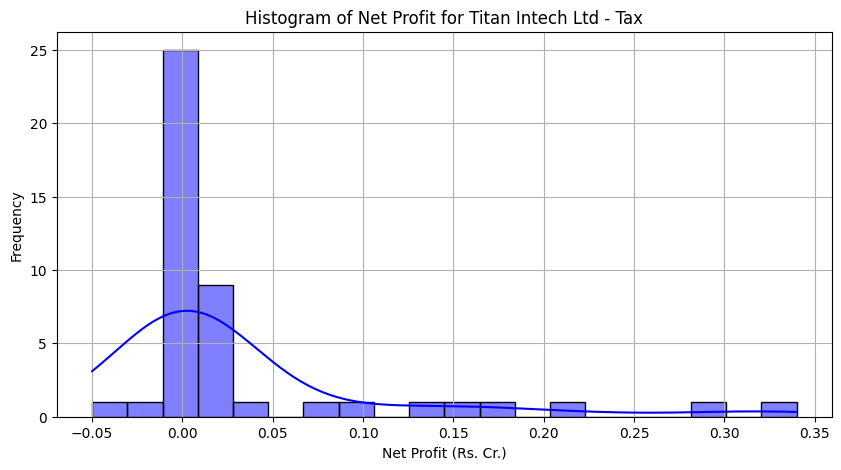 Histogram of Net Profit for Titan Intech Ltd - Tax
Frequency
25
20
15
10
5
0
−0.05 0.00 0.05 0.10 0.15 0.20 0.25 0.30 0.35
Net Profit (Rs. Cr.)